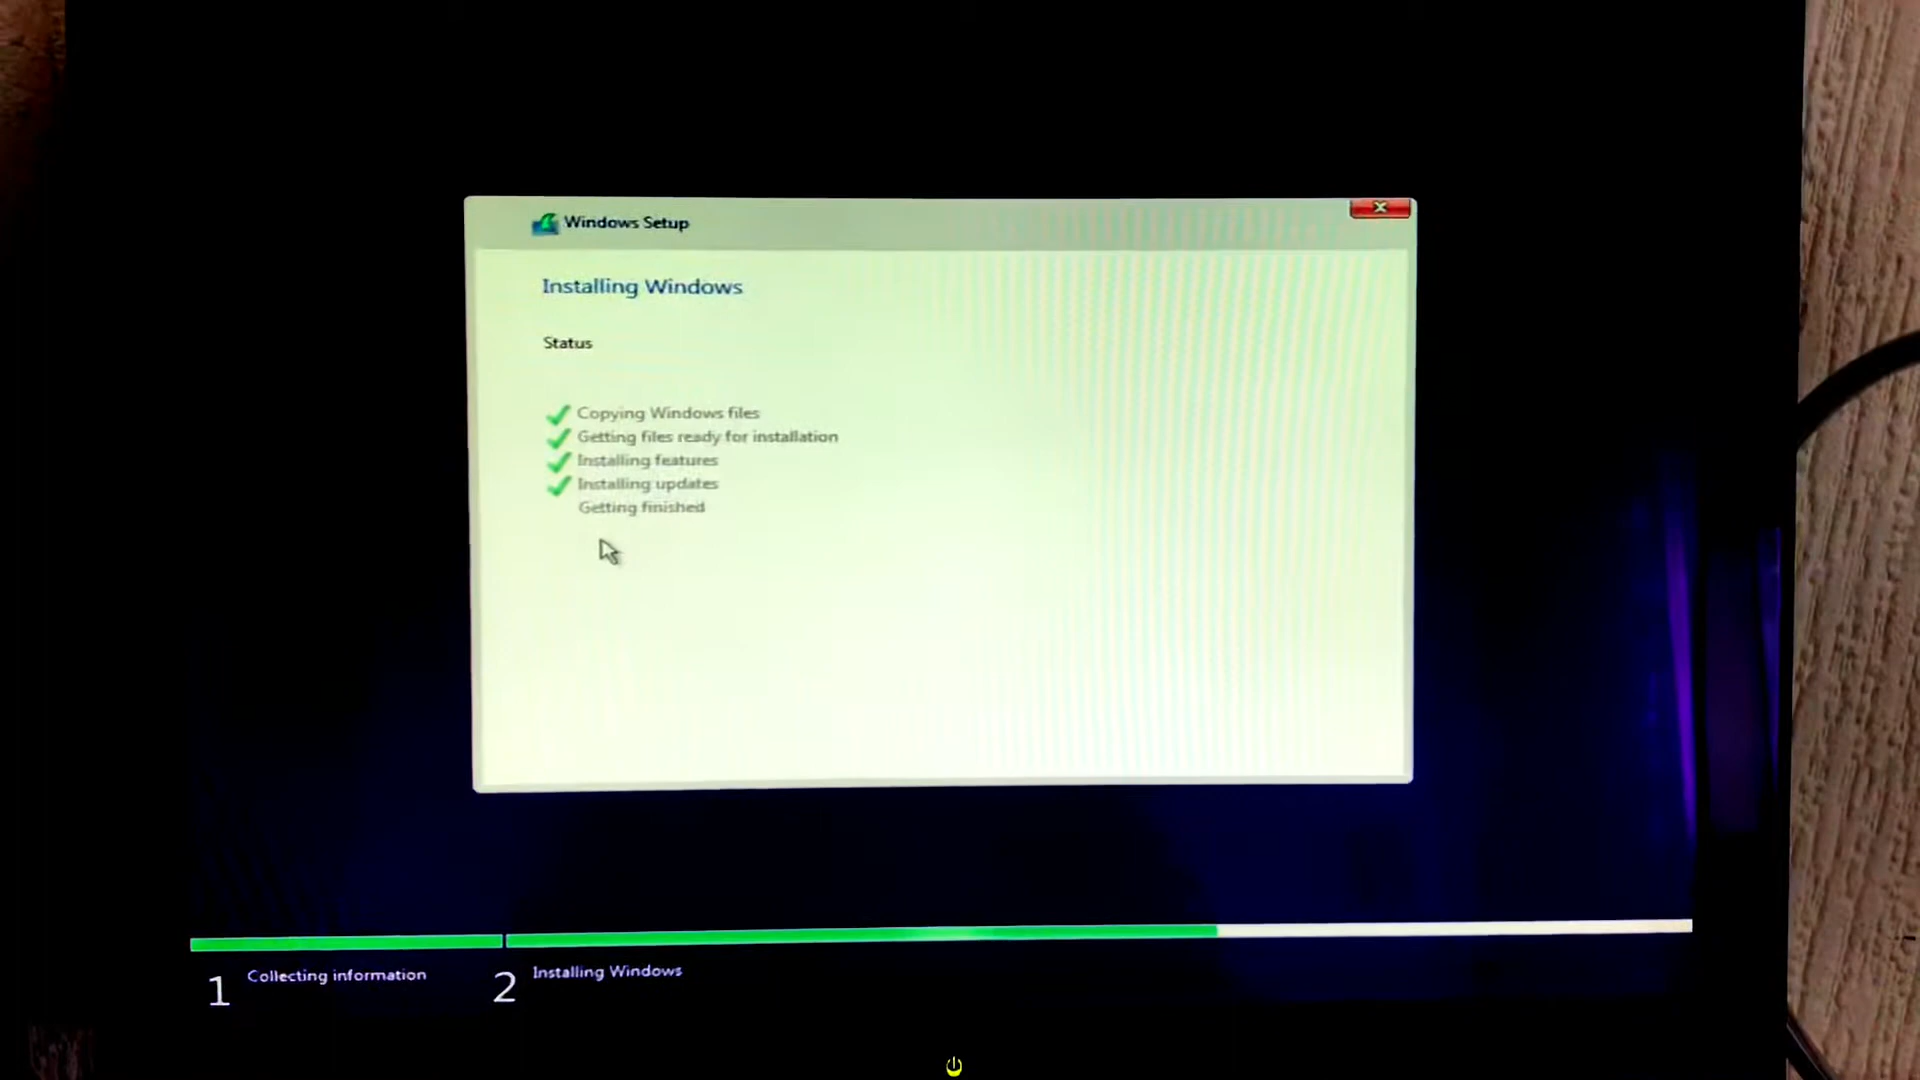 Windows Setup
Installing Windows
Status
Copying Windows files
Getting files ready for installation
Installing features
Installing updates
Getting finished
1 Collecting information
2 Installing Windows